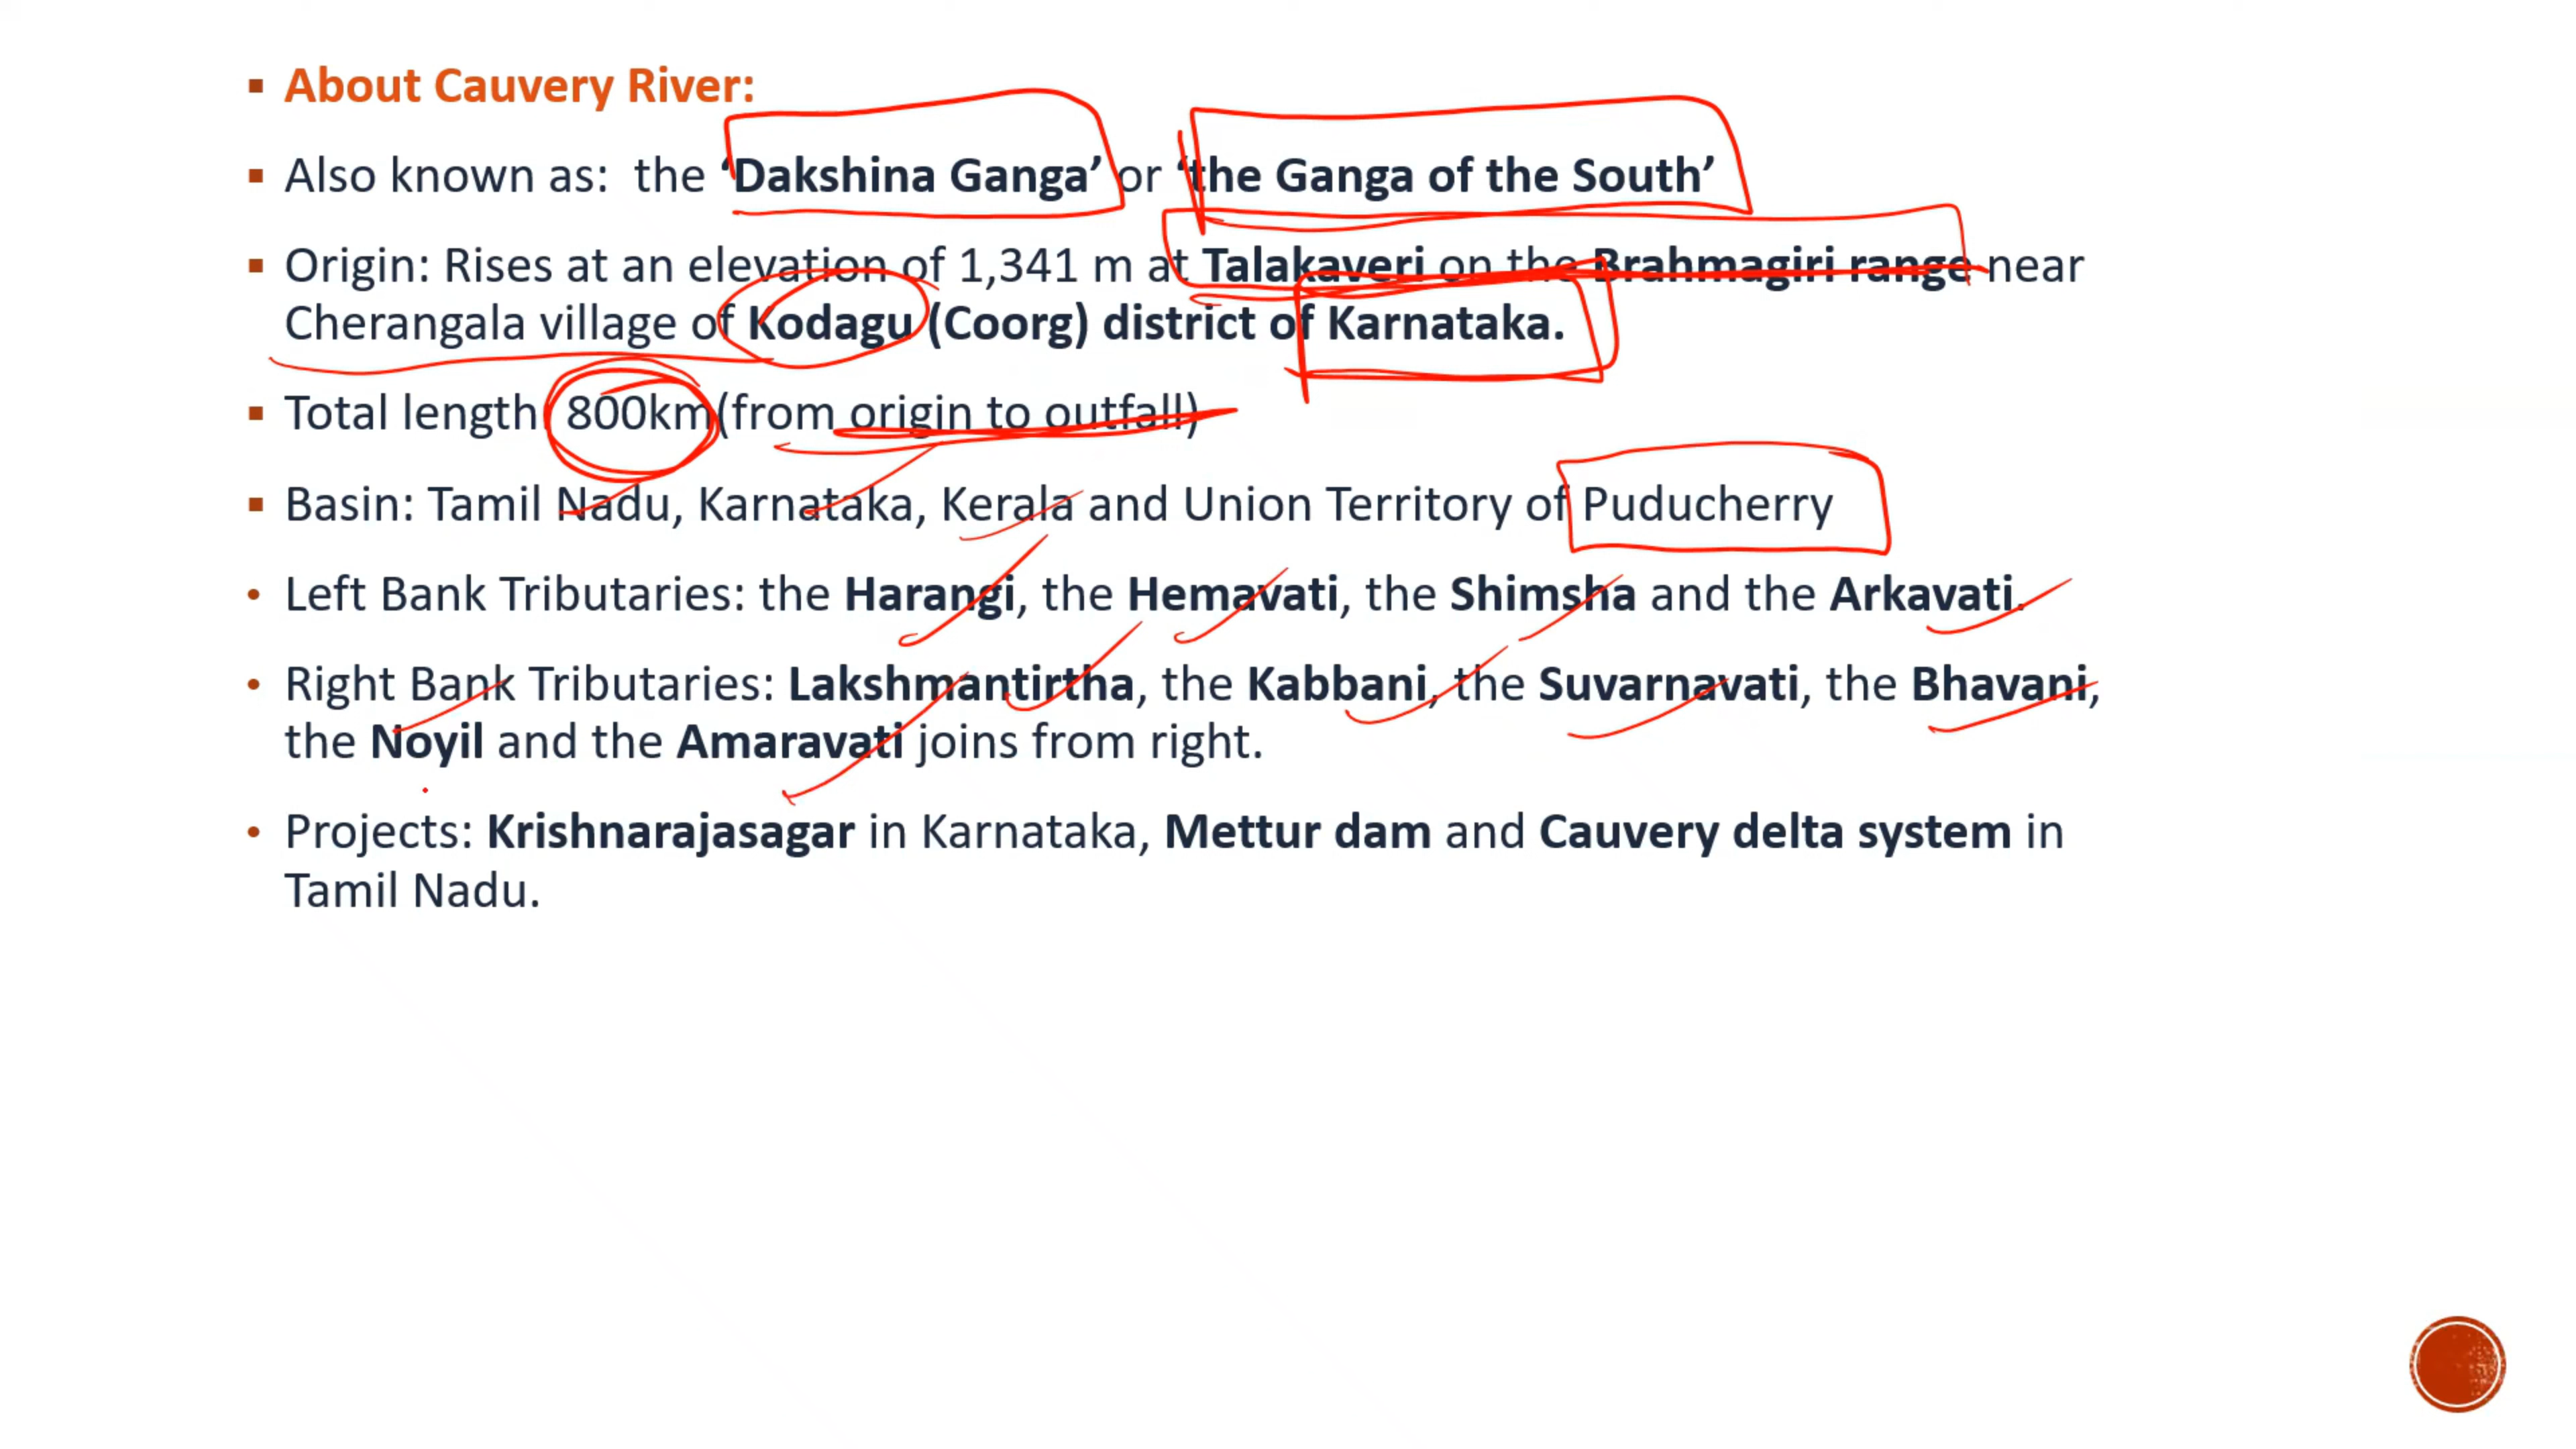 ▪ About Cauvery River:
▪ Also known as:  the ‘Dakshina Ganga’ or ‘the Ganga of the South’
▪ Origin: Rises at an elevation of 1,341 m at Talakaveri on the Brahmagiri range near
Cherangala village of Kodagu (Coorg) district of Karnataka.
▪ Total length: 800km(from origin to outfall)
▪ Basin: Tamil Nadu, Karnataka, Kerala and Union Territory of Puducherry
• Left Bank Tributaries: the Harangi, the Hemavati, the Shimsha and the Arkavati.
• Right Bank Tributaries: Lakshmantirtha, the Kabbani, the Suvarnavati, the Bhavani,
the Noyil and the Amaravati joins from right.
• Projects: Krishnarajasagar in Karnataka, Mettur dam and Cauvery delta system in
Tamil Nadu.